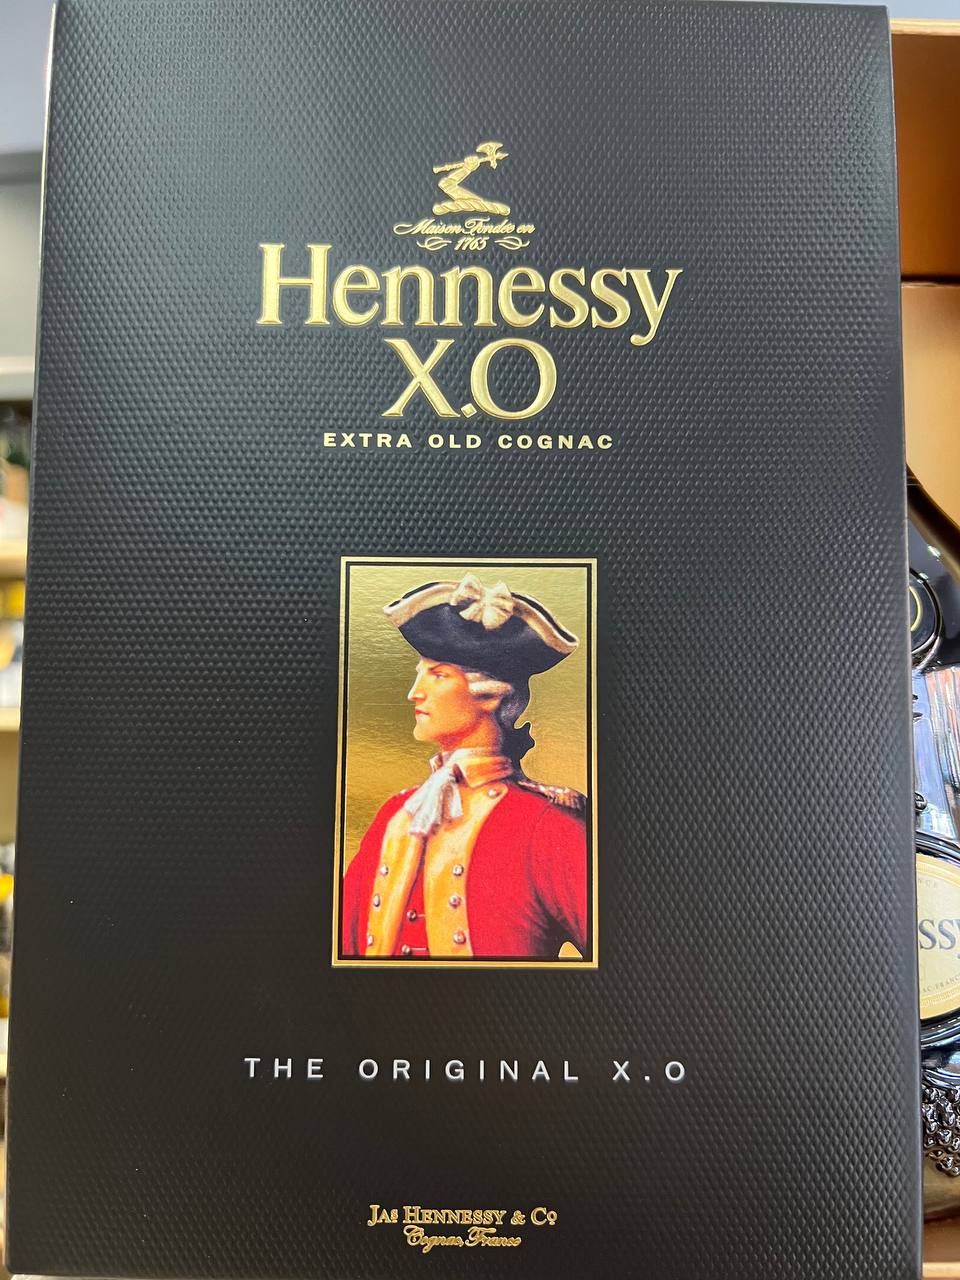 Maison Fondée en
1765
Hennessy
X.O
EXTRA OLD COGNAC
THE ORIGINAL X.O
JAS HENNESSY & CO
Cognac, France